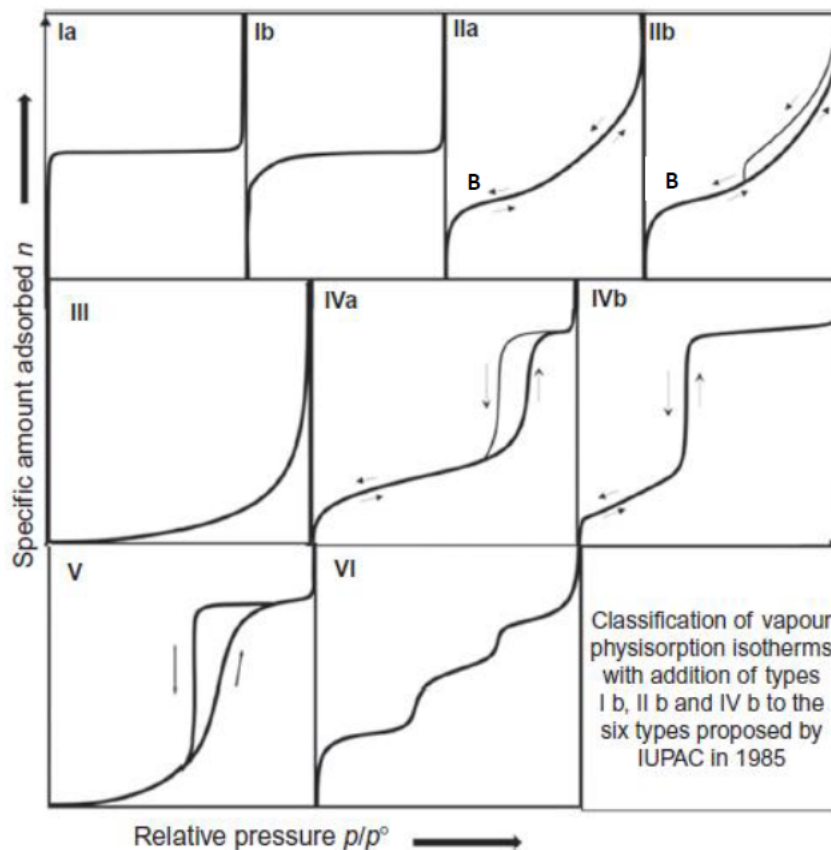 Ia
Ib
IIa
IIb
B
B
III
IVa
IVb
V
VI
Classification of vapour
physisorption isotherms
with addition of types
I b, II b and IV b to the
six types proposed by
IUPAC in 1985
Specific amount adsorbed n
Relative pressure p/p°